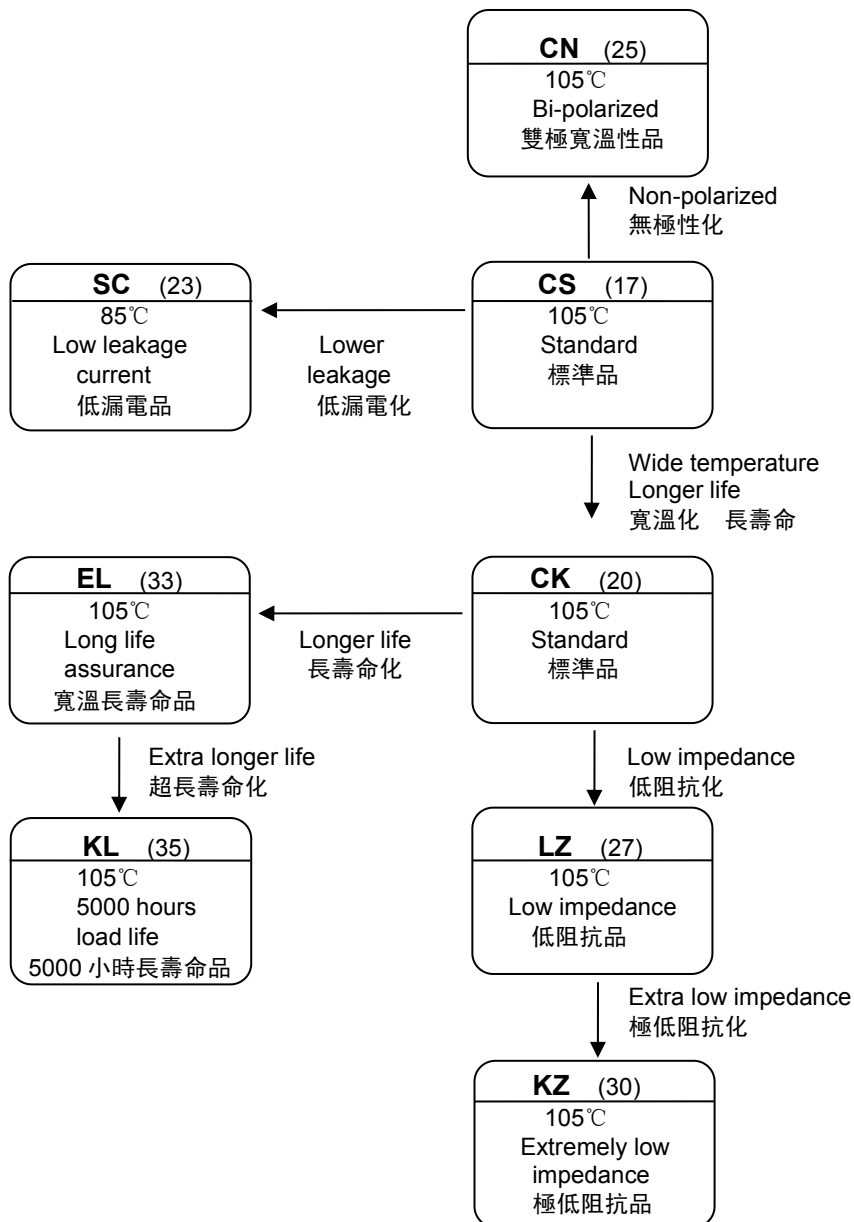 CN (25)
105℃
Bi-polarized
雙極寬溫性品
Non-polarized
無極性化
SC (23)
85℃
Low leakage
current
低漏電品
Lower
leakage
低漏電化
CS (17)
105℃
Standard
標準品
Wide temperature
Longer life
寬溫化 長壽命
EL (33)
105℃
Long life
assurance
寬溫長壽命品
Longer life
長壽命化
CK (20)
105℃
Standard
標準品
Extra longer life
超長壽命化
Low impedance
低阻抗化
KL (35)
105℃
5000 hours
load life
5000 小時長壽命品
LZ (27)
105℃
Low impedance
低阻抗品
Extra low impedance
極低阻抗化
KZ (30)
105℃
Extremely low
impedance
極低阻抗品